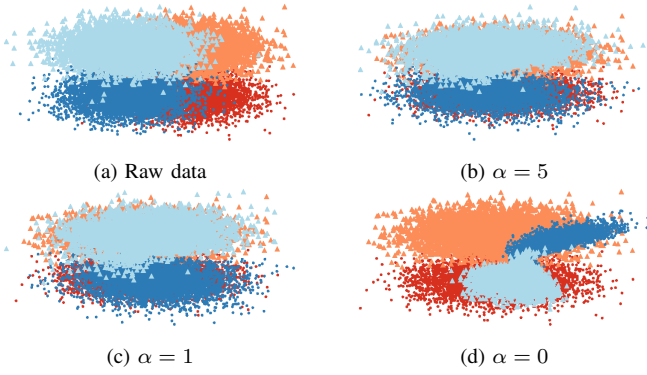 (a) Raw data
(b) α = 5
(c) α = 1
(d) α = 0